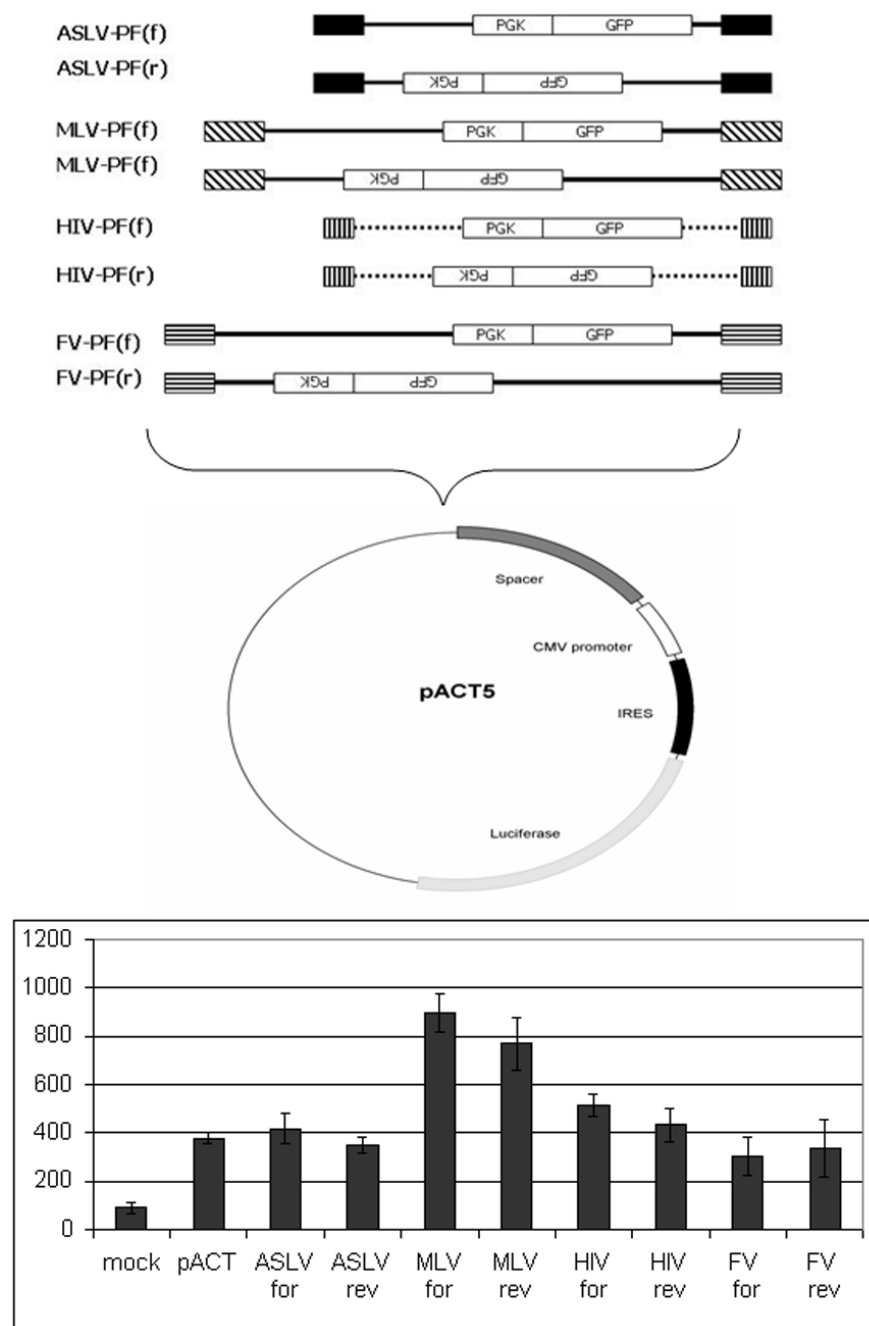 ASLV-PF(f)
PGK GFP
ASLV-PF(r)
PGK GFP
MLV-PF(f)
PGK GFP
MLV-PF(f)
PGK GFP
HIV-PF(f)
PGK GFP
HIV-PF(r)
PGK GFP
FV-PF(f)
PGK GFP
FV-PF(r)
PGK GFP
Spacer
CMV promoter
pACT5
IRES
Luciferase
1200
1000
800
600
400
200
0
mock pACT ASLV ASLV MLV MLV HIV HIV FV FV
for rev for rev for rev for rev